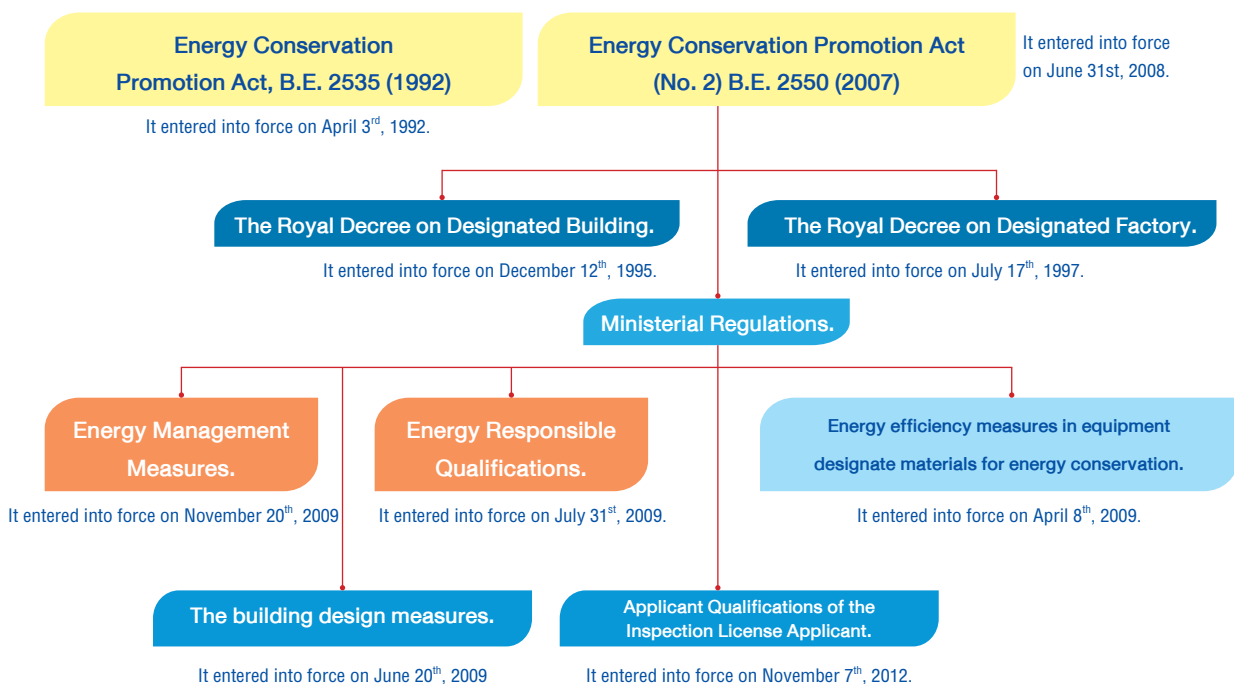 Energy Conservation
Promotion Act, B.E. 2535 (1992)
It entered into force on April 3rd, 1992.
Energy Conservation Promotion Act
(No. 2) B.E. 2550 (2007)
It entered into force
on June 31st, 2008.
The Royal Decree on Designated Building.
It entered into force on December 12th, 1995.
The Royal Decree on Designated Factory.
It entered into force on July 17th, 1997.
Ministerial Regulations.
Energy Management
Measures.
It entered into force on November 20th, 2009
Energy Responsible
Qualifications.
It entered into force on July 31st, 2009.
Energy efficiency measures in equipment
designate materials for energy conservation.
It entered into force on April 8th, 2009.
The building design measures.
It entered into force on June 20th, 2009
Applicant Qualifications of the
Inspection License Applicant.
It entered into force on November 7th, 2012.